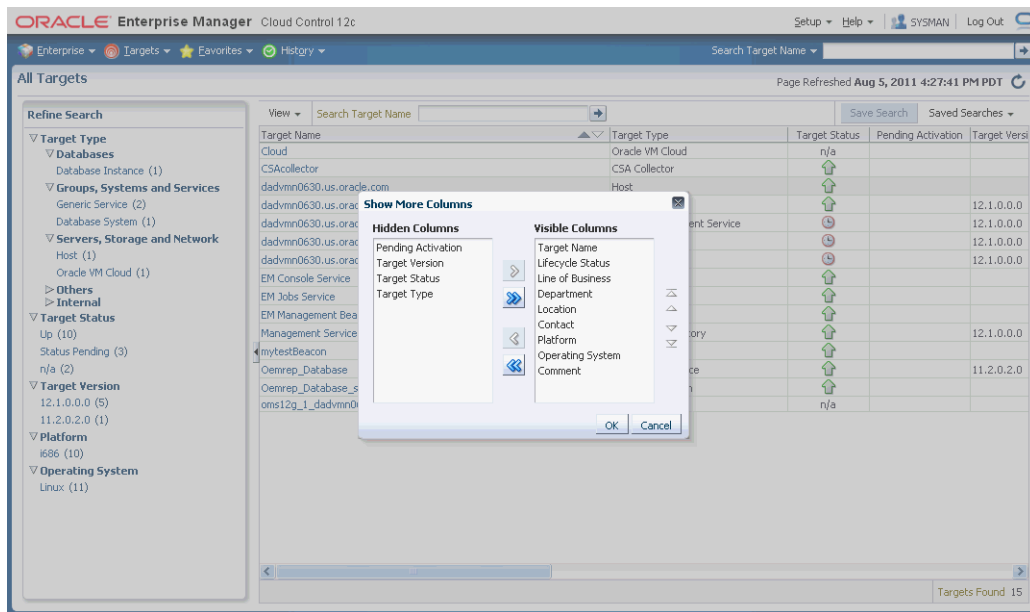 ORACLE Enterprise Manager Cloud Control 12c
Setup Help SYSMAN Log Out
Enterprise Targets Favorites History Search Target Name
All Targets
Page Refreshed Aug 5, 2011 4:27:41 PM PDT
Refine Search
Target Type
Databases
Database Instance (1)
Groups, Systems and Services
Generic Service (2)
Database System (1)
Servers, Storage and Network
Host (1)
Oracle VM Cloud (1)
Others
Internal
Target Status
Up (10)
Status Pending (3)
n/a (2)
Target Version
12.1.0.0.0 (5)
11.2.0.2.0 (1)
Platform
i686 (10)
Operating System
Linux (11)
View Search Target Name Save Search Saved Searches
Target Name Target Type Target Status Pending Activation Target Versi
Cloud Oracle VM Cloud n/a
CSAcollector CSA Collector
dadvmn0630.us.oracle.com Host
dadvmn0630.us.orac 12.1.0.0.0
dadvmn0630.us.orac ent Service 12.1.0.0.0
dadvmn0630.us.orac 12.1.0.0.0
dadvmn0630.us.orac 12.1.0.0.0
EM Console Service
EM Jobs Service
EM Management Bea
Management Service ory 12.1.0.0.0
mytestBeacon
Oemrep_Database ce 11.2.0.2.0
Oemrep_Database_s
oms12g_1_dadvmn0 n/a
Show More Columns
Hidden Columns
Pending Activation
Target Version
Target Status
Target Type
Visible Columns
Target Name
Lifecycle Status
Line of Business
Department
Location
Contact
Platform
Operating System
Comment
OK Cancel
Targets Found 15